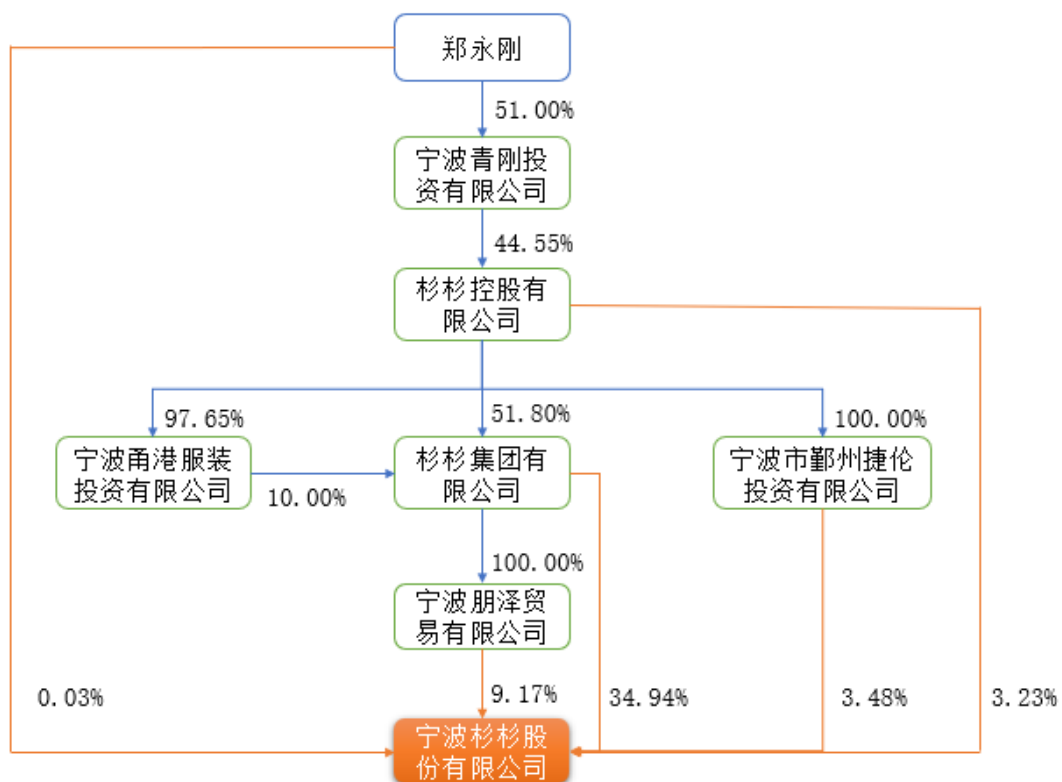 郑永刚
51.00%
宁波青刚投
资有限公司
44.55%
杉杉控股有
限公司
97.65%
51.80%
100.00%
宁波甬港服装
投资有限公司
10.00%
杉杉集团有
限公司
宁波市鄞州捷伦
投资有限公司
100.00%
宁波朋泽贸
易有限公司
0.03%
9.17%
34.94%
3.48%
3.23%
宁波杉杉股
份有限公司